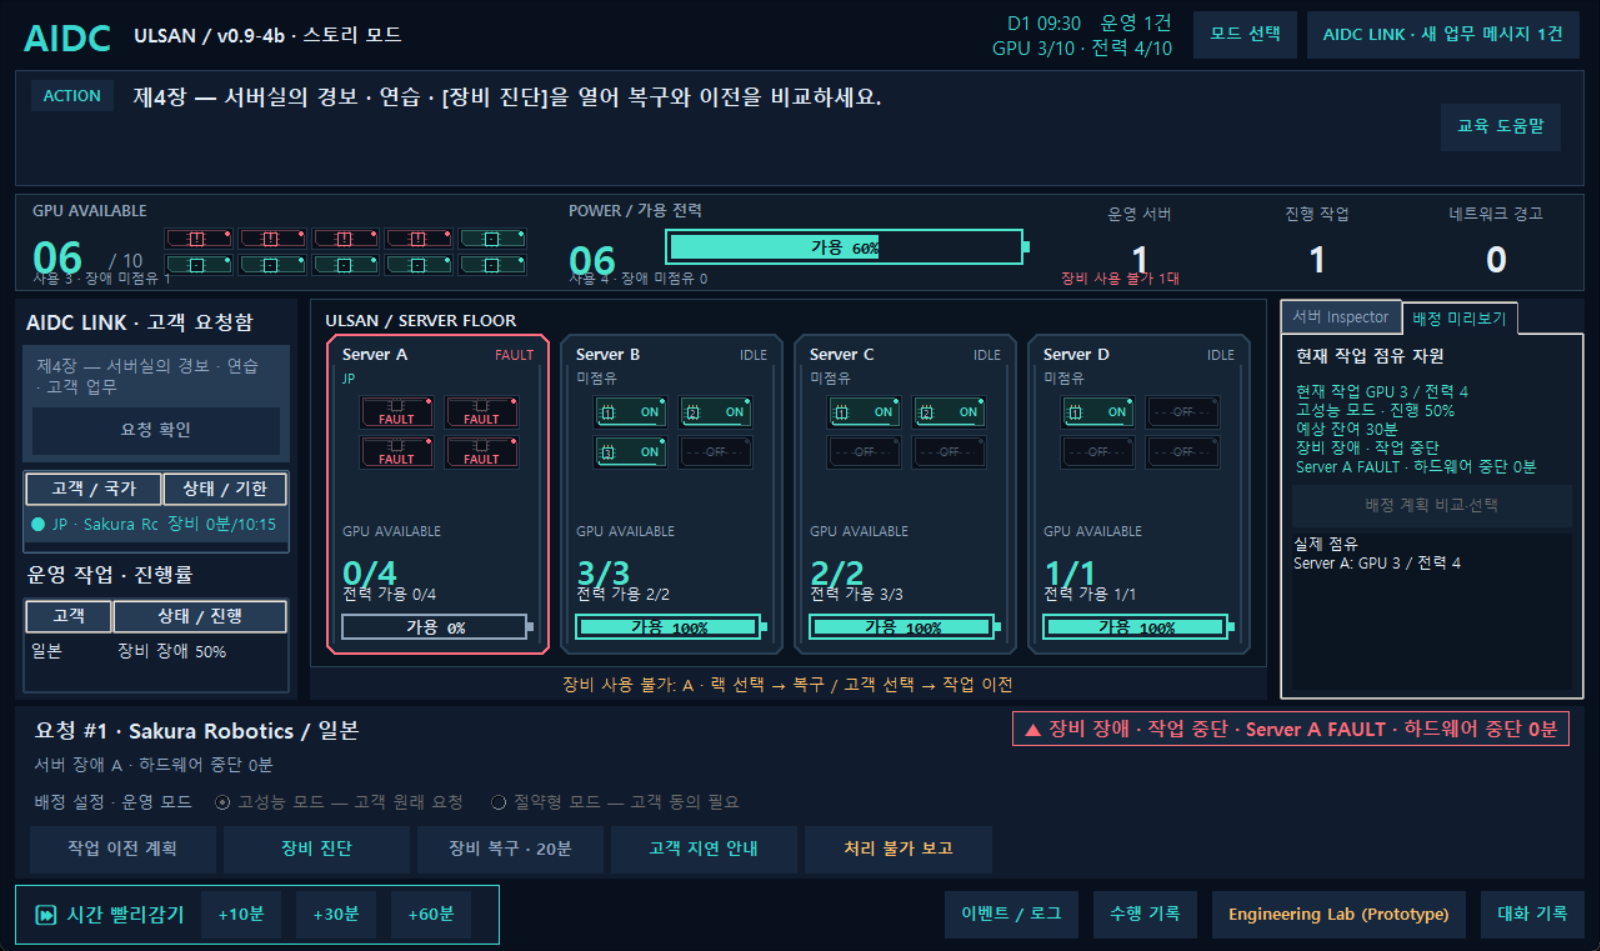 AIDC
ULSAN / v0.9-4b · 스토리 모드
D1 09:30 운영 1건
GPU 3/10 · 전력 4/10
모드 선택
AIDC LINK · 새 업무 메시지 1건
ACTION
제4장 — 서버실의 경보 · 연습 · [장비 진단]을 열어 복구와 이전을 비교하세요.
교육 도움말
GPU AVAILABLE
06 / 10
사용 3 · 장애 미점유 1
POWER / 가용 전력
06
가용 60%
사용 4 · 장애 미점유 0
운영 서버
1
장비 사용 불가 1대
진행 작업
1
네트워크 경고
0
AIDC LINK · 고객 요청함
제4장 — 서버실의 경보 · 연습
· 고객 업무
요청 확인
고객 / 국가 상태 / 기한
JP · Sakura Rc 장비 0분/10:15
운영 작업 · 진행률
고객 상태 / 진행
일본 장비 장애 50%
ULSAN / SERVER FLOOR
Server A FAULT
JP
FAULT FAULT
FAULT FAULT
GPU AVAILABLE
0/4
전력 가용 0/4
가용 0%
Server B IDLE
미점유
1 ON 2 ON
3 ON OFF
GPU AVAILABLE
3/3
전력 가용 2/2
가용 100%
Server C IDLE
미점유
1 ON 2 ON
OFF OFF
GPU AVAILABLE
2/2
전력 가용 3/3
가용 100%
Server D IDLE
미점유
1 ON OFF
OFF OFF
GPU AVAILABLE
1/1
전력 가용 1/1
가용 100%
장비 사용 불가: A · 랙 선택 → 복구 / 고객 선택 → 작업 이전
서버 Inspector
배정 미리보기
현재 작업 점유 자원
현재 작업 GPU 3 / 전력 4
고성능 모드 · 진행 50%
예상 잔여 30분
장비 장애 · 작업 중단
Server A FAULT · 하드웨어 중단 0분
배정 계획 비교·선택
실제 점유
Server A: GPU 3 / 전력 4
요청 #1 · Sakura Robotics / 일본
▲ 장비 장애 · 작업 중단 · Server A FAULT · 하드웨어 중단 0분
서버 장애 A · 하드웨어 중단 0분
배정 설정 · 운영 모드 고성능 모드 — 고객 원래 요청 절약형 모드 — 고객 동의 필요
작업 이전 계획
장비 진단
장비 복구 · 20분
고객 지연 안내
처리 불가 보고
시간 빨리감기
+10분
+30분
+60분
이벤트 / 로그
수행 기록
Engineering Lab (Prototype)
대화 기록